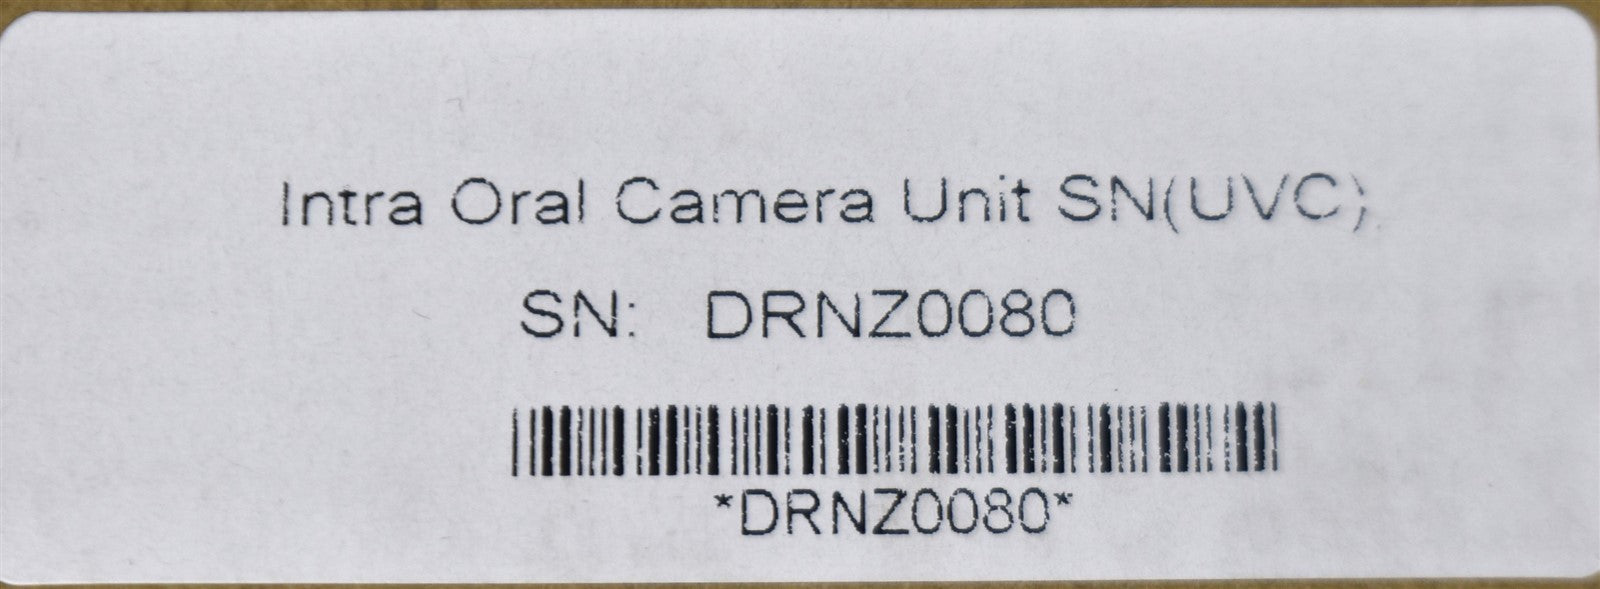 Intra Oral Camera Unit SN(UVC)
SN: DRNZ0080
*DRNZ0080*